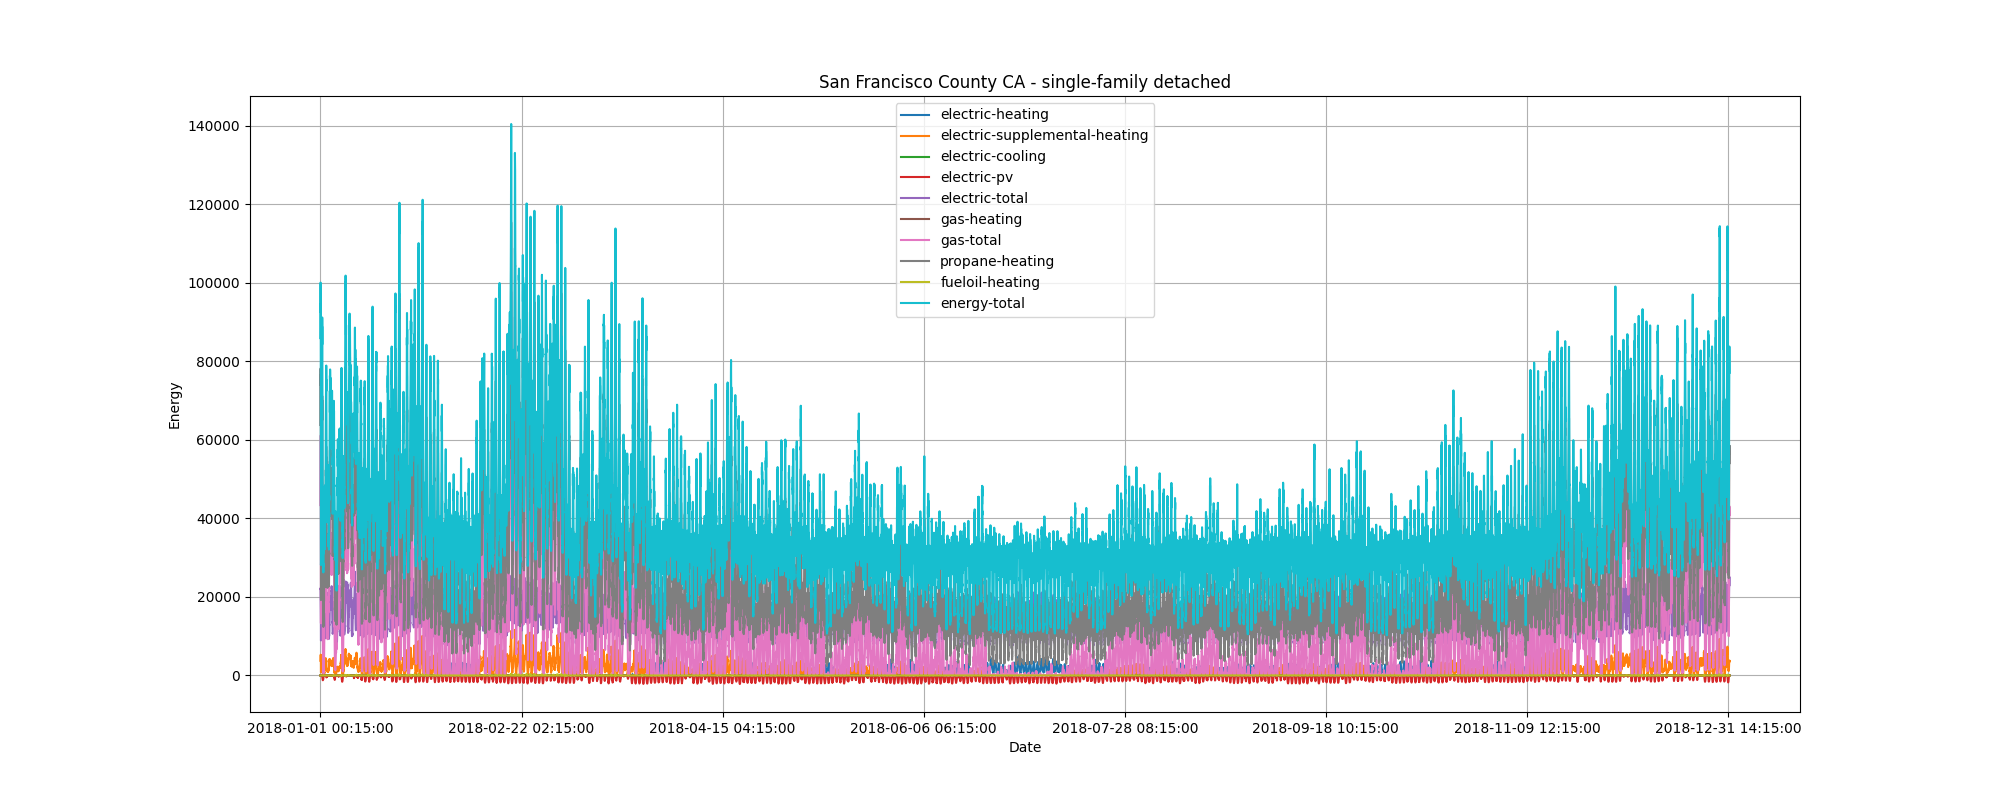 San Francisco County CA - single-family detached
electric-heating
electric-supplemental-heating
electric-cooling
electric-pv
electric-total
gas-heating
gas-total
propane-heating
fueloil-heating
energy-total
140000
120000
100000
80000
60000
40000
20000
0
Energy
2018-01-01 00:15:00 2018-02-22 02:15:00 2018-04-15 04:15:00 2018-06-06 06:15:00 2018-07-28 08:15:00 2018-09-18 10:15:00 2018-11-09 12:15:00 2018-12-31 14:15:00
Date